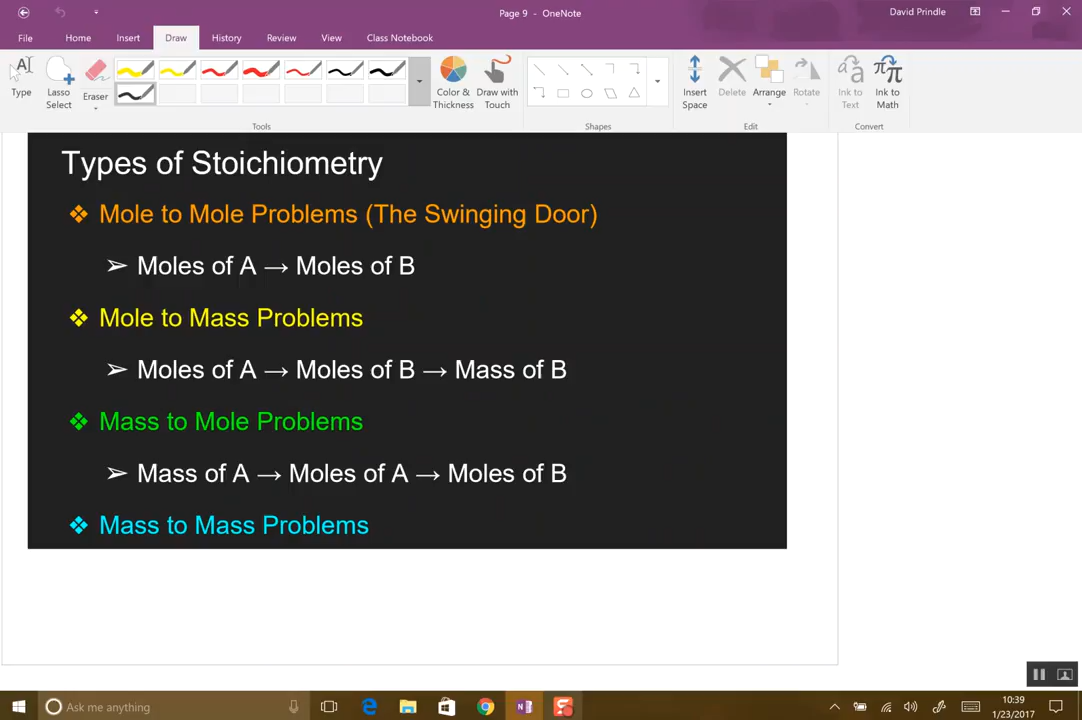 Page 9 - OneNote
David Prindle
File Home Insert Draw History Review View Class Notebook
Type
Lasso Select
Eraser
Color & Thickness
Draw with Touch
Insert Space
Delete
Arrange
Rotate
Ink to Text
Ink to Math
Tools Shapes Edit Convert
Types of Stoichiometry
❖ Mole to Mole Problems (The Swinging Door)
➢ Moles of A → Moles of B
❖ Mole to Mass Problems
➢ Moles of A → Moles of B → Mass of B
❖ Mass to Mole Problems
➢ Mass of A → Moles of A → Moles of B
❖ Mass to Mass Problems
Ask me anything
10:39
1/23/2017